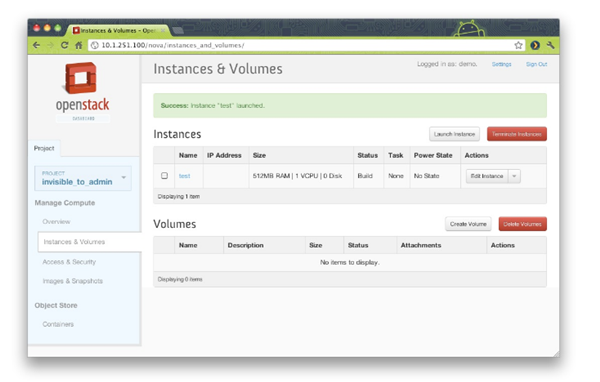 Instances & Volumes - Ope
10.1.251.100/nova/instances_and_volumes/
openstack
DASHBOARD
Project
PROJECT
invisible_to_admin
Manage Compute
Overview
Instances & Volumes
Access & Security
Images & Snapshots
Object Store
Containers
Instances & Volumes
Logged in as: demo. Settings Sign Out
Success: Instance "test" launched.
Instances
Launch Instance Terminate Instances
Name IP Address Size Status Task Power State Actions
test 512MB RAM | 1 VCPU | 0 Disk Build None No State Edit Instance
Displaying 1 item
Volumes
Create Volume Delete Volumes
Name Description Size Status Attachments Actions
No items to display.
Displaying 0 items